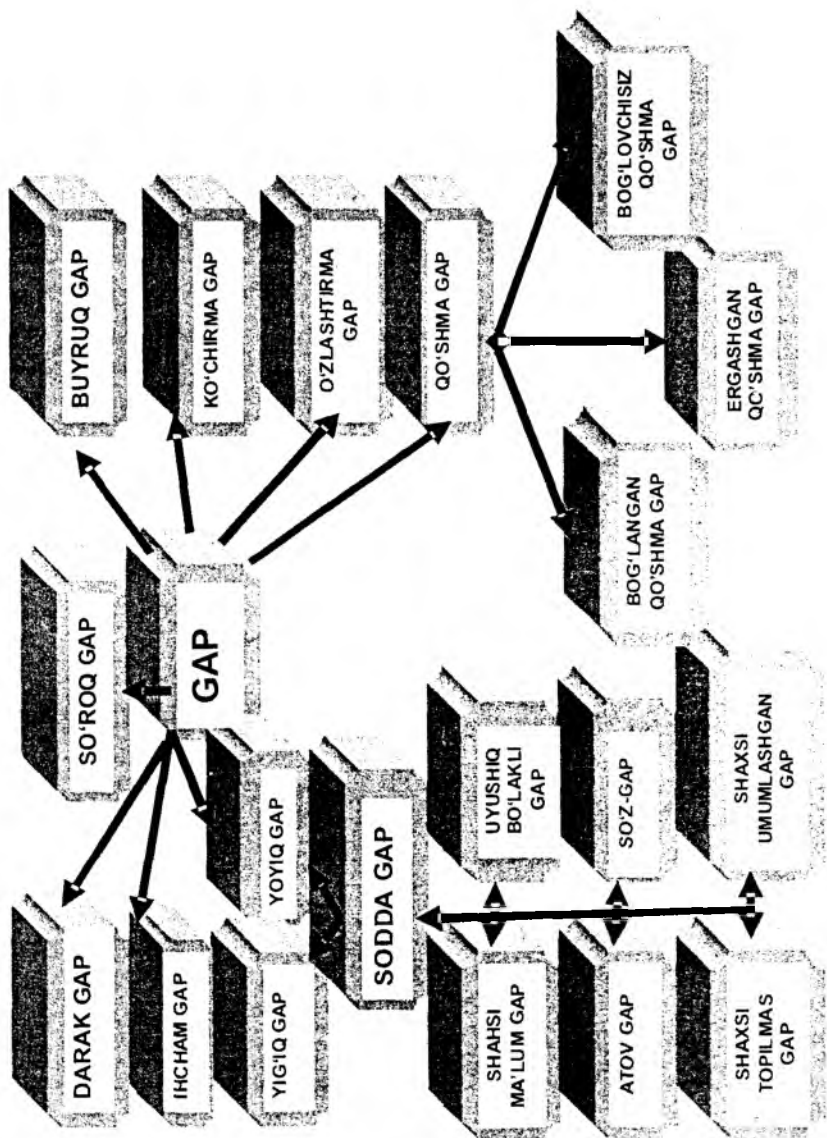 DARAK GAP
SO'ROQ GAP
BUYRUQ GAP
IHCHAM GAP
GAP
KO'CHIRMA GAP
YIG'IQ GAP
YOYIQ GAP
O'ZLASHTIRMA
GAP
SODDA GAP
QO'SHMA GAP
SHAHSI
MA'LUM GAP
UYUSHIQ
BO'LAKLI
GAP
ATOV GAP
SO'Z-GAP
SHAXSI
TOPILMAS
GAP
SHAXSI
UMUMLASHGAN
GAP
BOG'LANGAN
QO'SHMA GAP
ERGASHGAN
QO'SHMA GAP
BOG'LOVCHISIZ
QO'SHMA
GAP